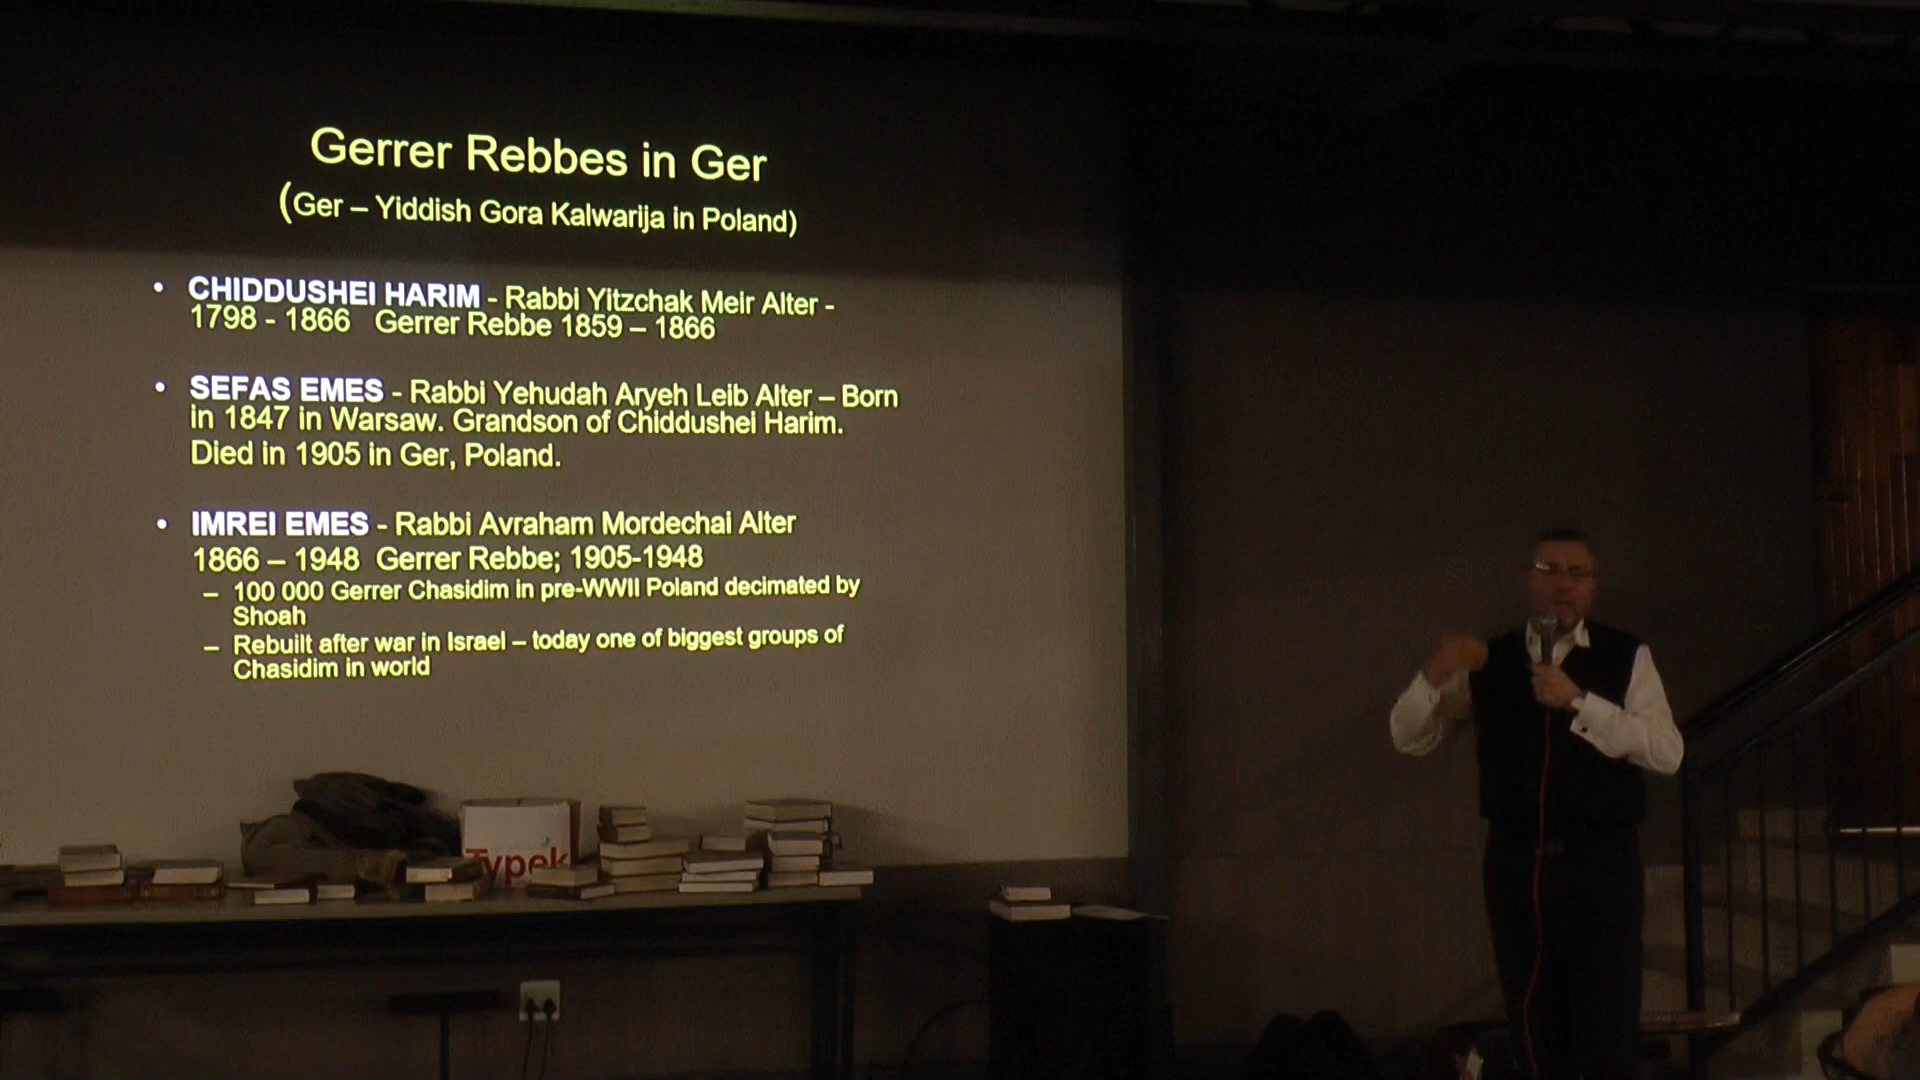 Gerrer Rebbes in Ger
(Ger – Yiddish Gora Kalwarija in Poland)
• CHIDDUSHEI HARIM - Rabbi Yitzchak Meir Alter -
1798 - 1866 Gerrer Rebbe 1859 – 1866
• SEFAS EMES - Rabbi Yehudah Aryeh Leib Alter – Born
in 1847 in Warsaw. Grandson of Chiddushei Harim.
Died in 1905 in Ger, Poland.
• IMREI EMES - Rabbi Avraham Mordechai Alter
1866 – 1948 Gerrer Rebbe; 1905-1948
– 100 000 Gerrer Chasidim in pre-WWII Poland decimated by
Shoah
– Rebuilt after war in Israel – today one of biggest groups of
Chasidim in world
Typek